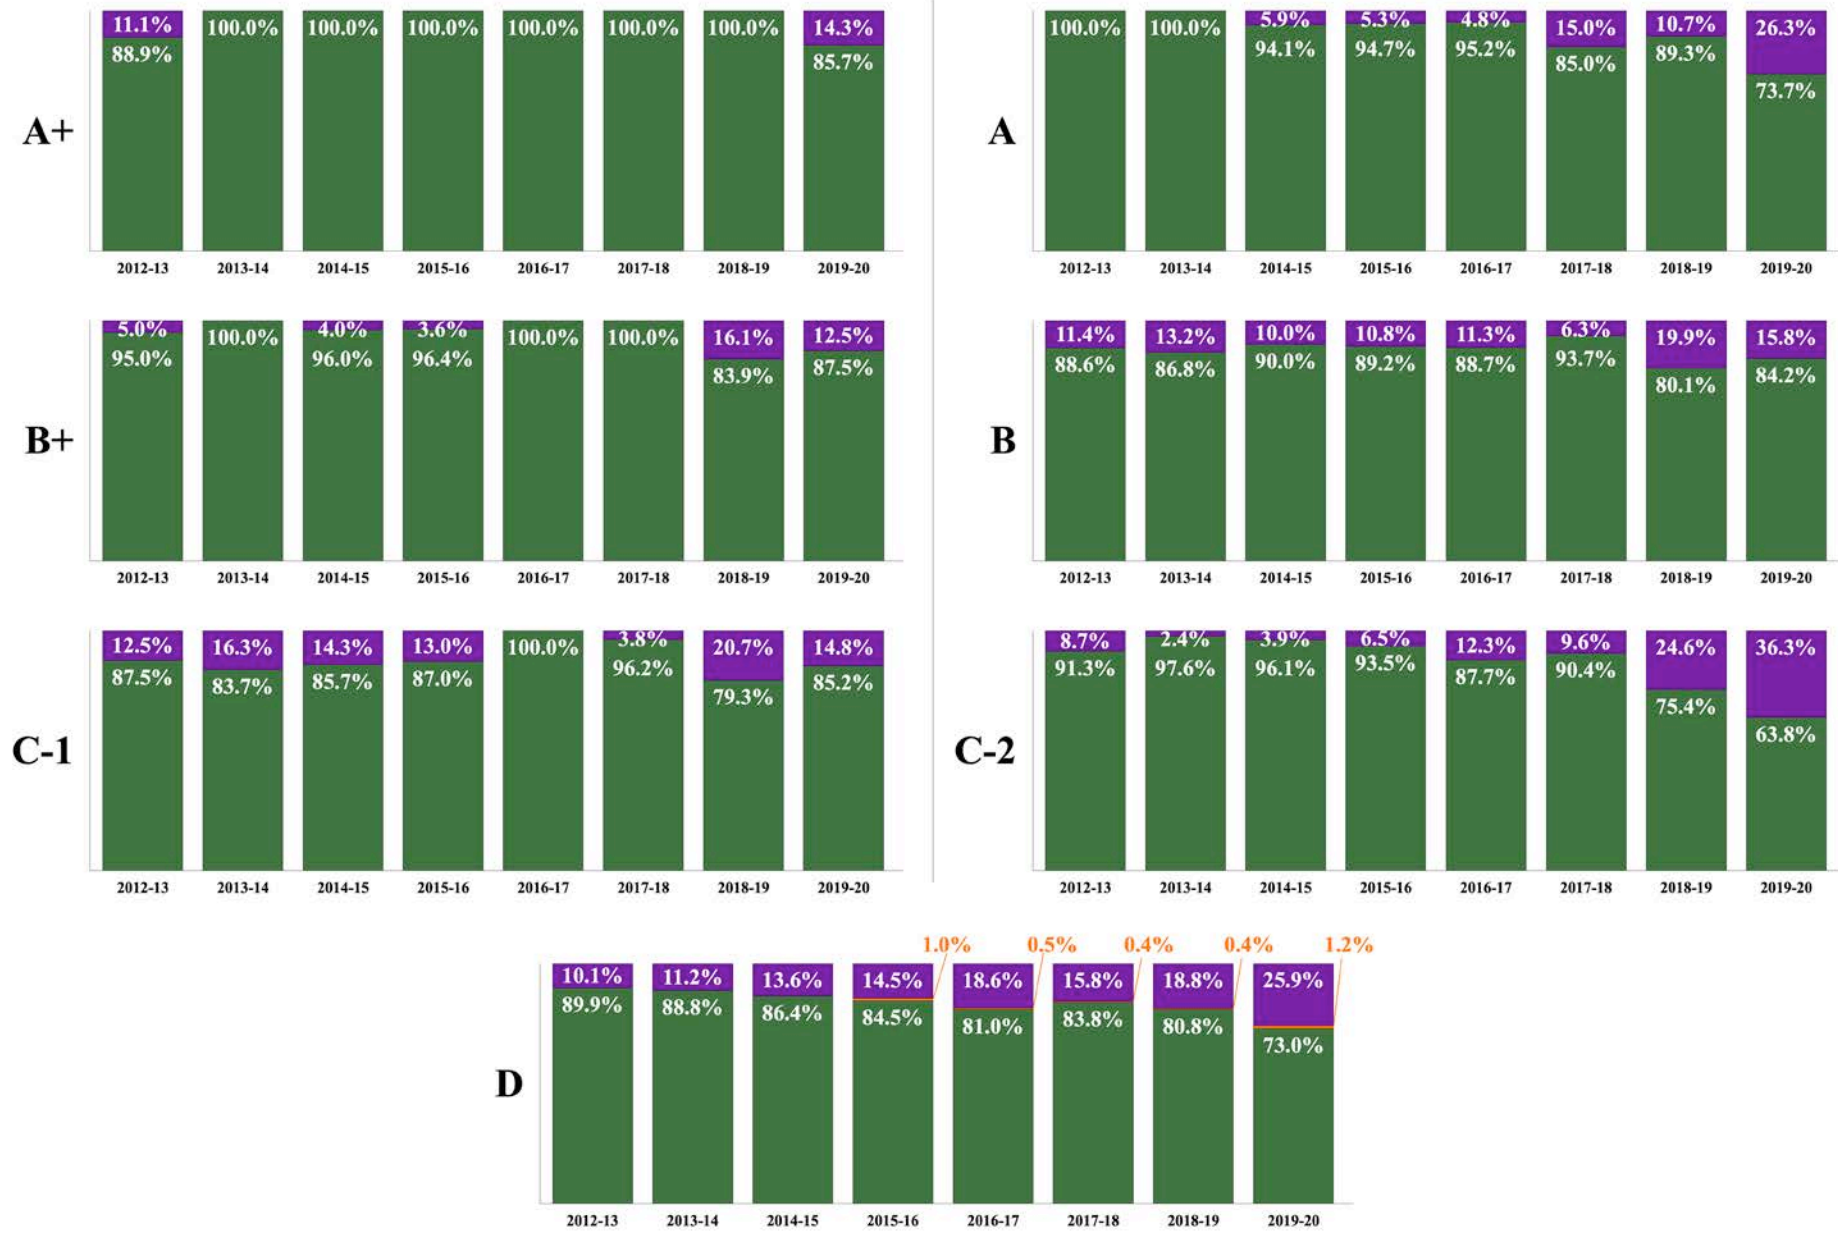 11.1% 100.0% 100.0% 100.0% 100.0% 100.0% 100.0% 14.3%
88.9% 85.7%
A+
2012-13 2013-14 2014-15 2015-16 2016-17 2017-18 2018-19 2019-20
100.0% 100.0% 5.9% 5.3% 4.8% 15.0% 10.7% 26.3%
94.1% 94.7% 95.2% 85.0% 89.3% 73.7%
A
2012-13 2013-14 2014-15 2015-16 2016-17 2017-18 2018-19 2019-20
5.0% 100.0% 4.0% 3.6% 100.0% 100.0% 16.1% 12.5%
95.0% 96.0% 96.4% 83.9% 87.5%
B+
2012-13 2013-14 2014-15 2015-16 2016-17 2017-18 2018-19 2019-20
11.4% 13.2% 10.0% 10.8% 11.3% 6.3% 19.9% 15.8%
88.6% 86.8% 90.0% 89.2% 88.7% 93.7% 80.1% 84.2%
B
2012-13 2013-14 2014-15 2015-16 2016-17 2017-18 2018-19 2019-20
12.5% 16.3% 14.3% 13.0% 100.0% 3.8% 20.7% 14.8%
87.5% 83.7% 85.7% 87.0% 96.2% 79.3% 85.2%
C-1
2012-13 2013-14 2014-15 2015-16 2016-17 2017-18 2018-19 2019-20
8.7% 2.4% 3.9% 6.5% 12.3% 9.6% 24.6% 36.3%
91.3% 97.6% 96.1% 93.5% 87.7% 90.4% 75.4% 63.8%
C-2
2012-13 2013-14 2014-15 2015-16 2016-17 2017-18 2018-19 2019-20
1.0% 0.5% 0.4% 0.4% 1.2%
10.1% 11.2% 13.6% 14.5% 18.6% 15.8% 18.8% 25.9%
89.9% 88.8% 86.4% 84.5% 81.0% 83.8% 80.8% 73.0%
D
2012-13 2013-14 2014-15 2015-16 2016-17 2017-18 2018-19 2019-20